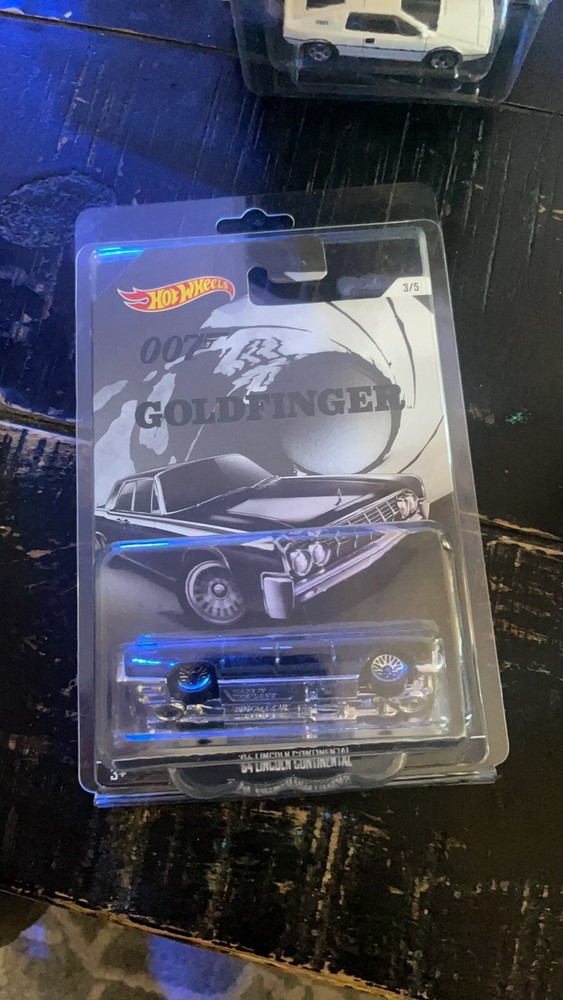 HOT WHEELS
3/5
007
GOLDFINGER
'64 LINCOLN CONTINENTAL
3+